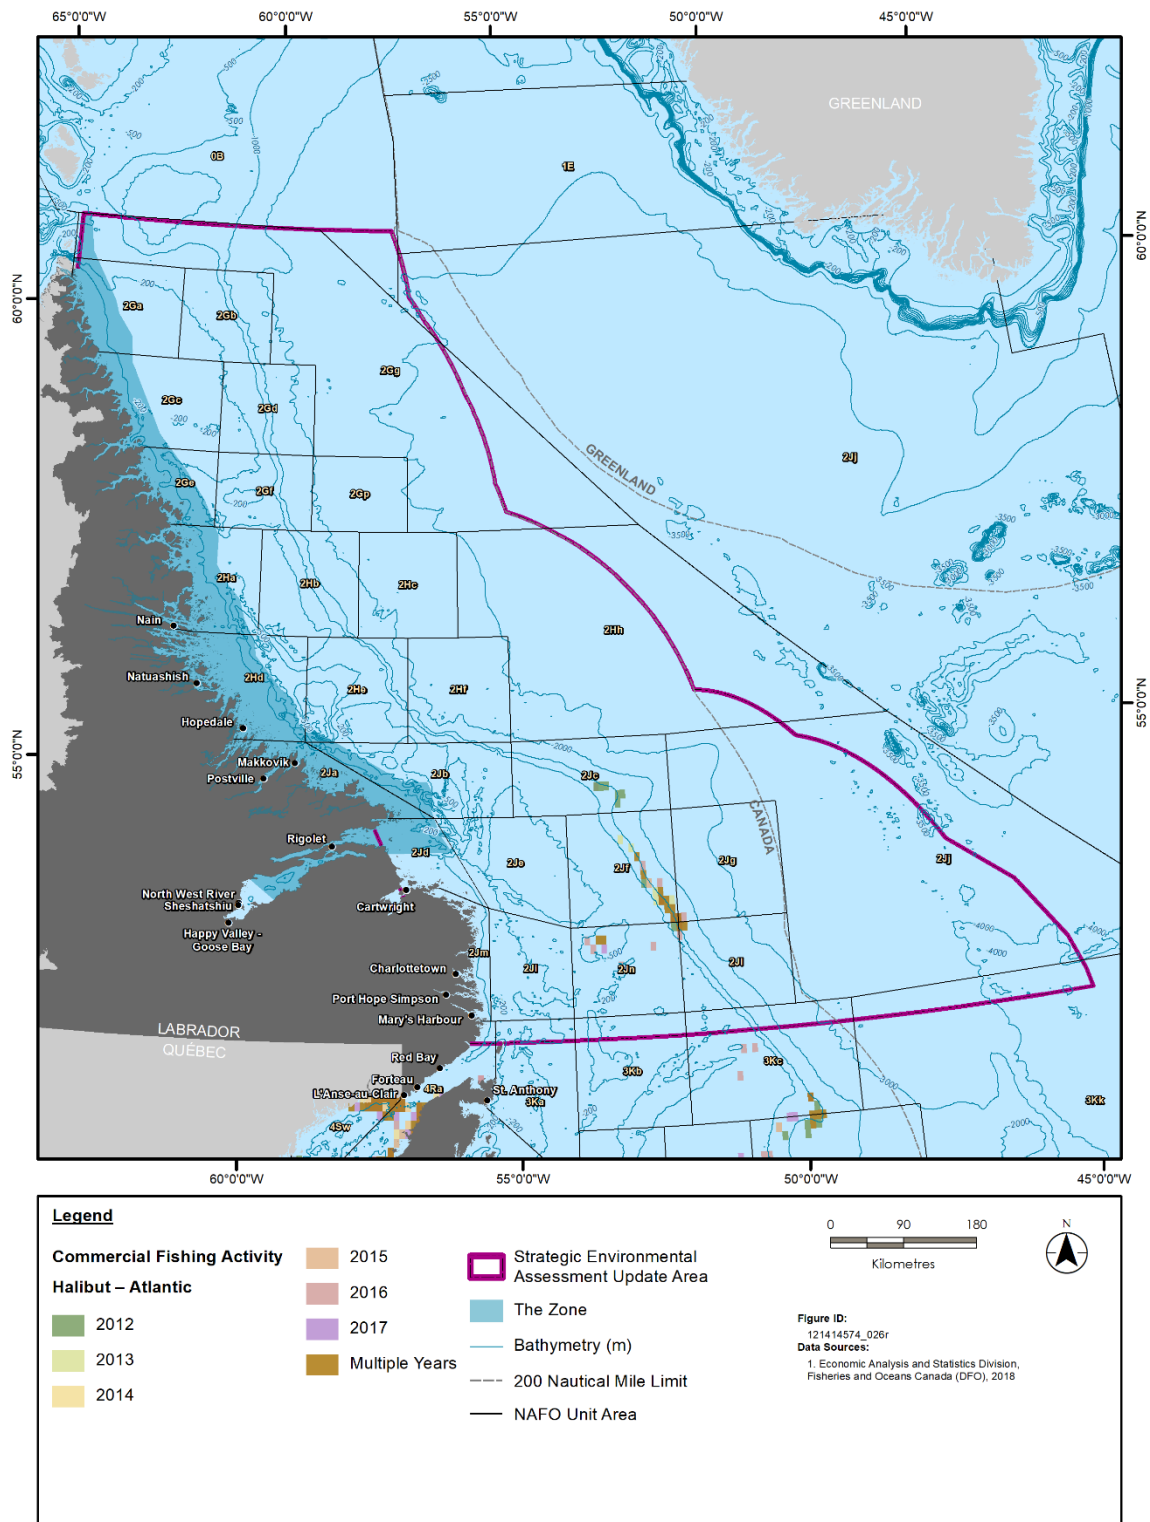 65°0'0"W 60°0'0"W 55°0'0"W 50°0'0"W 45°0'0"W
GREENLAND
0B
1E
60°0'0"N
60°0'0"N
2Ga
2Gb
2Gg
2Gc
2Gd
2Jj
GREENLAND
2Ge
2Gf
2Gp
2Ha
2Hb
2Hc
Nain
2Hh
Natuashish
2Hd
2He
2Hf
55°0'0"N
Hopedale
55°0'0"N
Makkovik
Postville
2Ja
2Jb
2Jc
CANADA
Rigolet
2Jd
2Je
2Jf
2Jg
2Jj
North West River
Sheshatshiu
Cartwright
Happy Valley –
Goose Bay
2Jm
Charlottetown
2Ji
2Jn
2Jl
Port Hope Simpson
Mary's Harbour
LABRADOR
QUÉBEC
Red Bay
3Kb
3Kc
Forteau
4Ra
St. Anthony
L'Anse-au-Clair
3Ka
3Kk
4Sw
60°0'0"W 55°0'0"W 50°0'0"W 45°0'0"W
Legend
Commercial Fishing Activity
Halibut – Atlantic
2012
2013
2014
2015
2016
2017
Multiple Years
Strategic Environmental
Assessment Update Area
The Zone
Bathymetry (m)
200 Nautical Mile Limit
NAFO Unit Area
0 90 180
Kilometres
N
Figure ID:
121414574_026r
Data Sources:
1. Economic Analysis and Statistics Division,
Fisheries and Oceans Canada (DFO), 2018